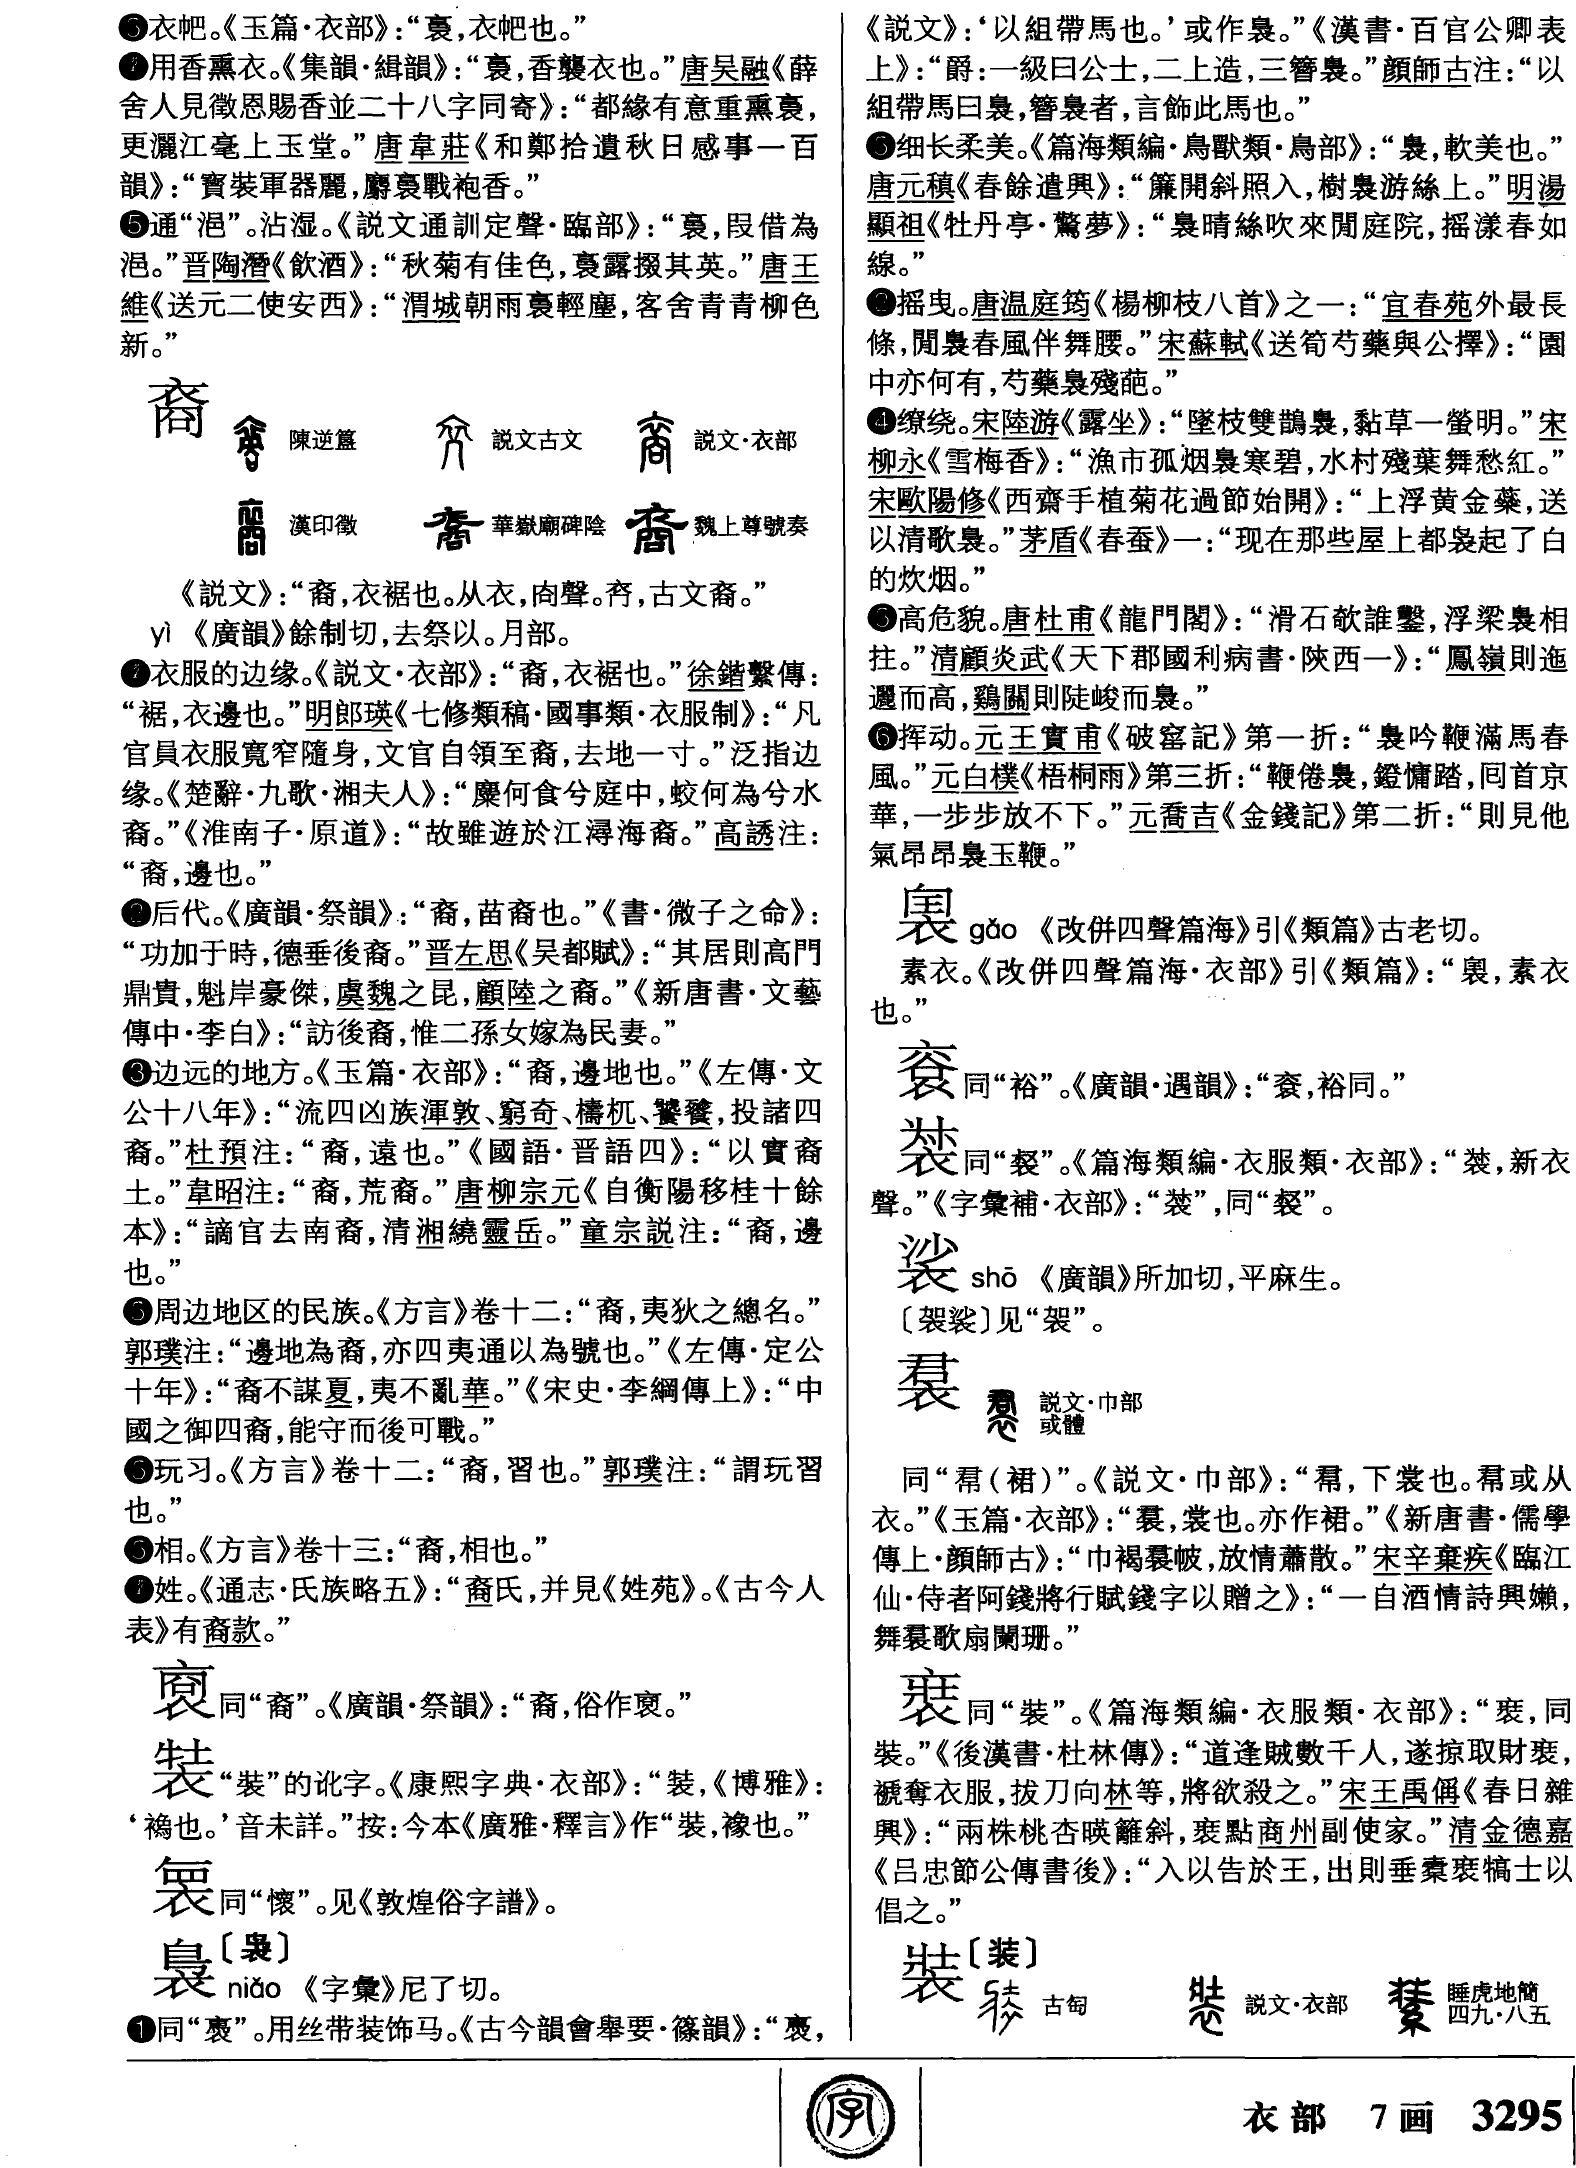 ❸衣帊。《玉篇·衣部》：“裛，衣帊也。”
❹用香熏衣。《集韻·緝韻》：“裛，香襲衣也。”唐吴融《薛
舍人見徵恩賜香並二十八字同寄》：“都緣有意重熏裛，
更灑江毫上玉堂。”唐韋莊《和鄭拾遺秋日感事一百
韻》：“寳裝軍器麗，麝裛戰袍香。”
❺通“浥”。沾湿。《説文通訓定聲·臨部》：“裛，叚借為
浥。”晋陶潛《飲酒》：“秋菊有佳色，裛露掇其英。”唐王
維《送元二使安西》：“渭城朝雨裛輕塵，客舍青青柳色
新。”
裔 陳逆簠 説文古文 説文·衣部
漢印徵 華嶽廟碑陰 魏上尊號奏
《説文》：“裔，衣裾也。从衣，㕯聲。㐕，古文裔。”
yì 《廣韻》餘制切，去祭以。月部。
❶衣服的边缘。《説文·衣部》：“裔，衣裾也。”徐鍇繫傳：
“裾，衣邊也。”明郎瑛《七修類稿·國事類·衣服制》：“凡
官員衣服寬窄隨身，文官自領至裔，去地一寸。”泛指边
缘。《楚辭·九歌·湘夫人》：“麋何食兮庭中，蛟何為兮水
裔。”《淮南子·原道》：“故雖遊於江潯海裔。”高誘注：
“裔，邊也。”
❷后代。《廣韻·祭韻》：“裔，苗裔也。”《書·微子之命》：
“功加于時，德垂後裔。”晋左思《吴都賦》：“其居則高門
鼎貴，魁岸豪傑，虞魏之昆，顧陸之裔。”《新唐書·文藝
傳中·李白》：“訪後裔，惟二孫女嫁為民妻。”
❸边远的地方。《玉篇·衣部》：“裔，邊地也。”《左傳·文
公十八年》：“流四凶族渾敦、窮奇、檮杌、饕餮，投諸四
裔。”杜預注：“裔，遠也。”《國語·晋語四》：“以實裔
土。”韋昭注：“裔，荒裔。”唐柳宗元《自衡陽移桂十餘
本》：“謫官去南裔，清湘繞靈岳。”童宗説注：“裔，邊
也。”
❹周边地区的民族。《方言》卷十二：“裔，夷狄之總名。”
郭璞注：“邊地為裔，亦四夷通以為號也。”《左傳·定公
十年》：“裔不謀夏，夷不亂華。”《宋史·李綱傳上》：“中
國之御四裔，能守而後可戰。”
❺玩习。《方言》卷十二：“裔，習也。”郭璞注：“謂玩習
也。”
❻相。《方言》卷十三：“裔，相也。”
❼姓。《通志·氏族略五》：“裔氏，并見《姓苑》。《古今人
表》有裔款。”
同“裔”。《廣韻·祭韻》：“裔，俗作
“裝”的讹字。《康熙字典·衣部》：“《博雅》：
‘褕也。’音未詳。”按：今本《廣雅·釋言》作“裝，襐也。”
同“懷”。见《敦煌俗字譜》。
裊〔袅〕
niǎo 《字彙》尼了切。
❶同“褭”。用丝带装饰马。《古今韻會舉要·篠韻》：“褭，
《説文》：‘以組帶馬也。’或作裊。”《漢書·百官公卿表
上》：“爵：一級曰公士，二上造，三簪裊。”顔師古注：“以
組帶馬曰裊，簪裊者，言飾此馬也。”
❷细长柔美。《篇海類編·鳥獸類·鳥部》：“裊，軟美也。”
唐元稹《春餘遣興》：“簾開斜照入，樹裊游絲上。”明湯
顯祖《牡丹亭·驚夢》：“裊晴絲吹來閒庭院，摇漾春如
線。”
❸摇曳。唐温庭筠《楊柳枝八首》之一：“宜春苑外最長
條，閒裊春風伴舞腰。”宋蘇軾《送筍芍藥與公擇》：“園
中亦何有，芍藥裊殘葩。”
❹缭绕。宋陸游《露坐》：“墜枝雙鵲裊，黏草一螢明。”宋
柳永《雪梅香》：“漁市孤烟裊寒碧，水村殘葉舞愁紅。”
宋歐陽修《西齋手植菊花過節始開》：“上浮黄金蘂，送
以清歌裊。”茅盾《春蚕》一：“现在那些屋上都袅起了白
的炊烟。”
❺高危貌。唐杜甫《龍門閣》：“滑石欹誰鑿，浮梁裊相
拄。”清顧炎武《天下郡國利病書·陝西一》：“鳳嶺則迤
邐而高，鷄關則陡峻而裊。”
❻挥动。元王實甫《破窰記》第一折：“裊吟鞭滿馬春
風。”元白樸《梧桐雨》第三折：“鞭倦裊，鐙慵踏，回首京
華，一步步放不下。”元喬吉《金錢記》第二折：“則見他
氣昂昂裊玉鞭。”
gǎo 《改併四聲篇海》引《類篇》古老切。
素衣。《改併四聲篇海·衣部》引《類篇》：“素衣
也。”
同“裕”。《廣韻·遇韻》：“裕同。”
同“《篇海類編·衣服類·衣部》：“新衣
聲。”《字彙補·衣部》：“同
裟 shā 《廣韻》所加切，平麻生。
〔袈裟〕见“袈”。
裠 説文·巾部
或體
同“帬（裙）”。《説文·巾部》：“帬，下裳也。帬或从
衣。”《玉篇·衣部》：“裠，裳也。亦作裙。”《新唐書·儒學
傳上·顔師古》：“巾褐裠帔，放情蕭散。”宋辛棄疾《臨江
仙·侍者阿錢將行賦錢字以贈之》：“一自酒情詩興嬾，
舞裠歌扇闌珊。”
同“裝”。《篇海類編·衣服類·衣部》：“同
裝。”《後漢書·杜林傳》：“道逢賊數千人，遂掠取財
褫奪衣服，拔刀向林等，將欲殺之。”宋王禹偁《春日雜
興》：“兩株桃杏暎籬斜，點商州副使家。”清金德嘉
《吕忠節公傳書後》：“入以告於王，出則垂橐犒士以
倡之。”
裝〔装〕
古匋 説文·衣部 睡虎地簡
四九·八五
字
衣部 7画 3295